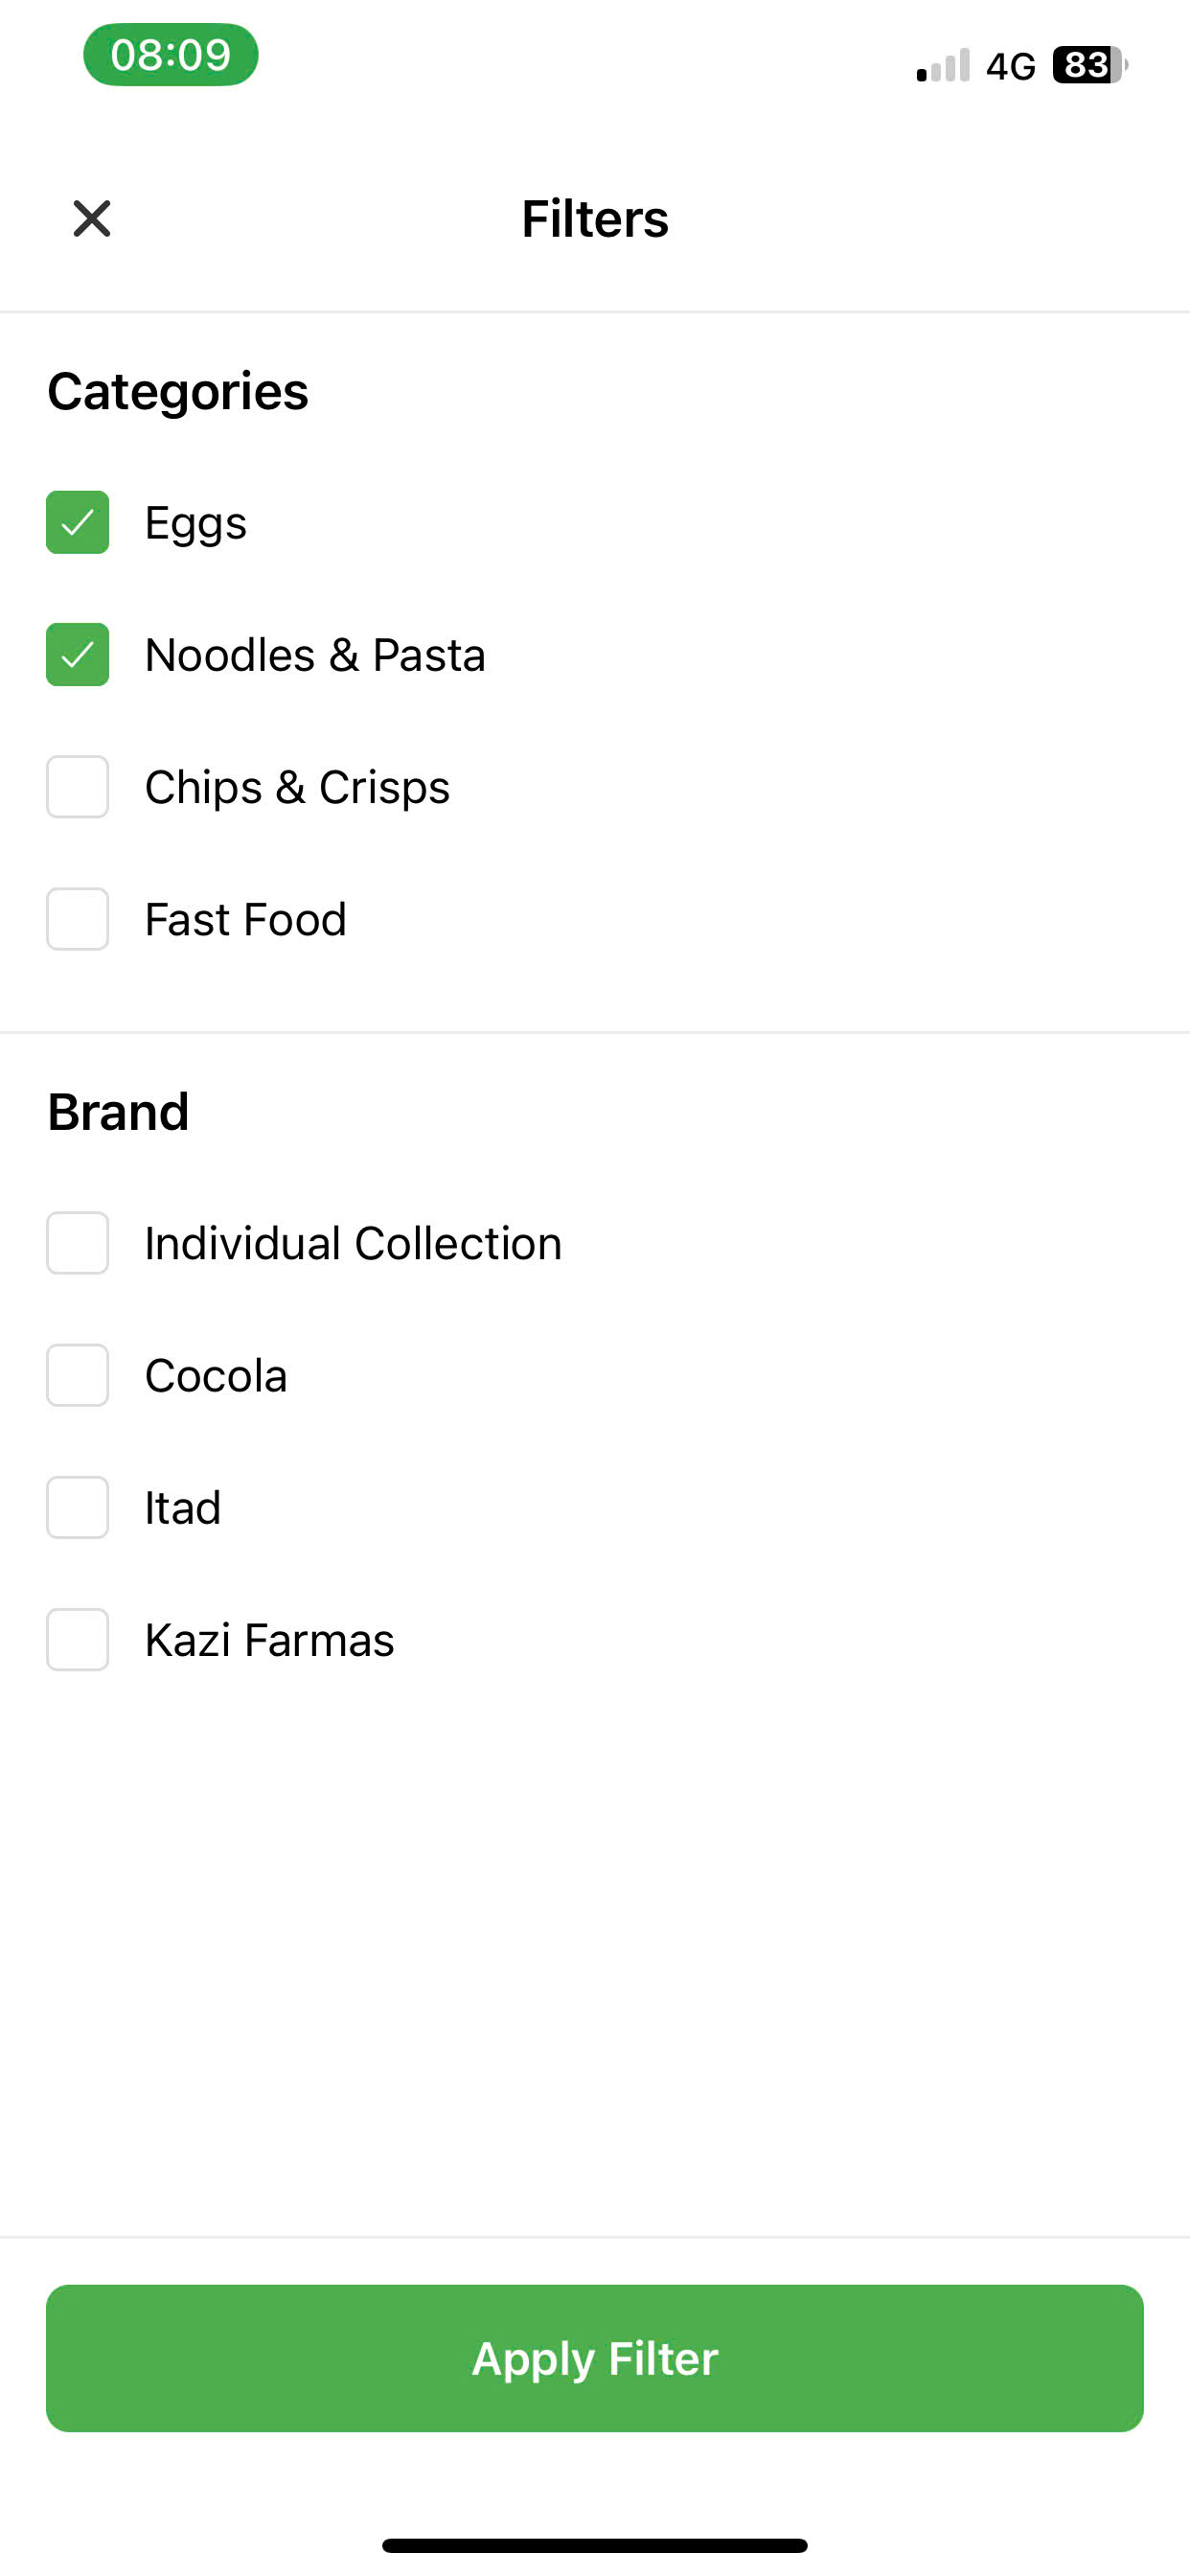 08:09
4G 83
Filters
Categories
Eggs
Noodles & Pasta
Chips & Crisps
Fast Food
Brand
Individual Collection
Cocola
Itad
Kazi Farmas
Apply Filter